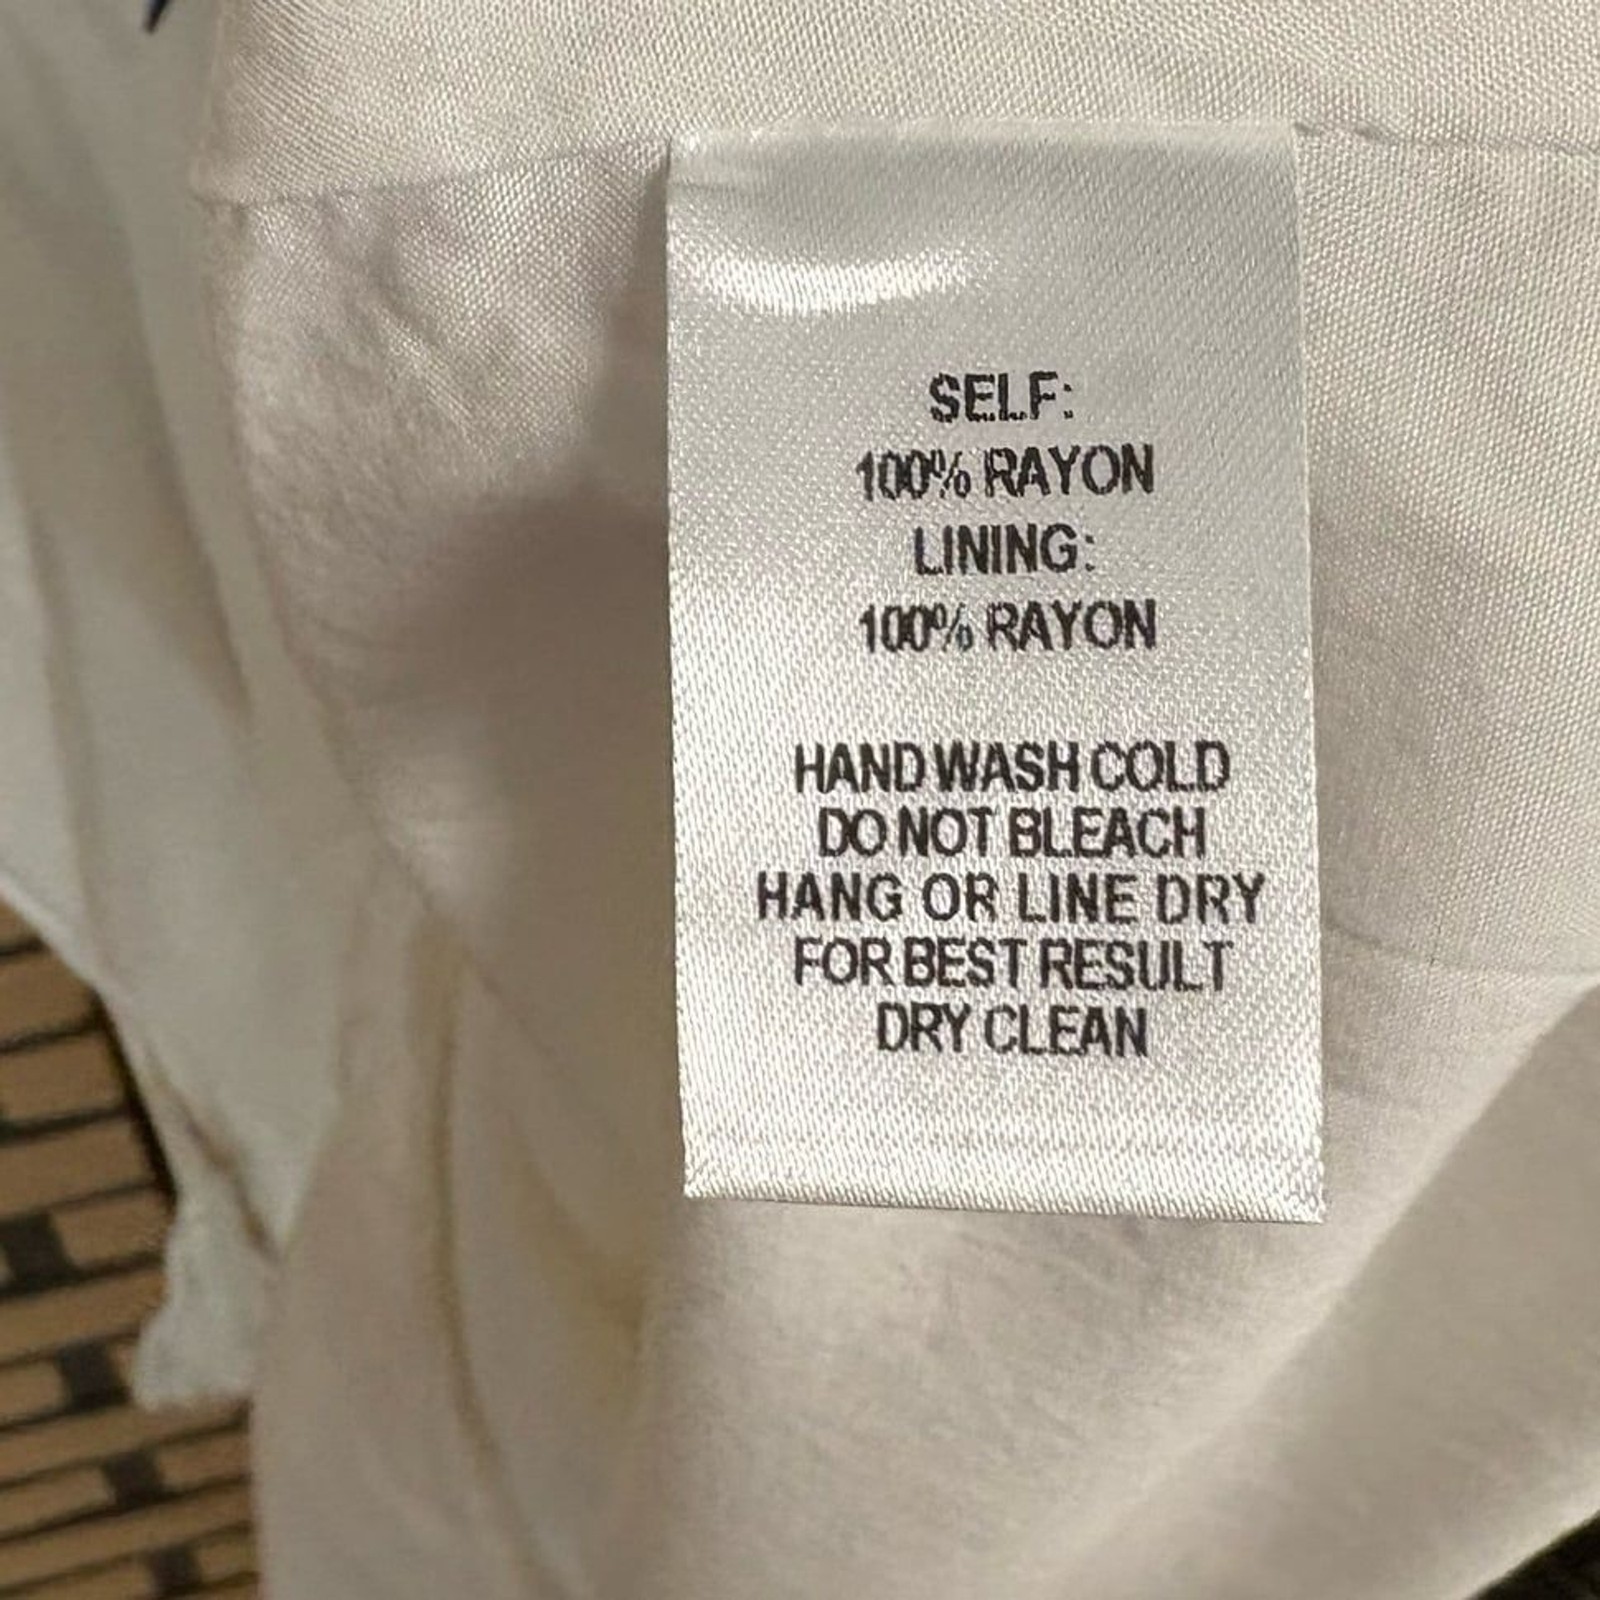 SELF:
100% RAYON
LINING:
100% RAYON
HAND WASH COLD
DO NOT BLEACH
HANG OR LINE DRY
FOR BEST RESULT
DRY CLEAN